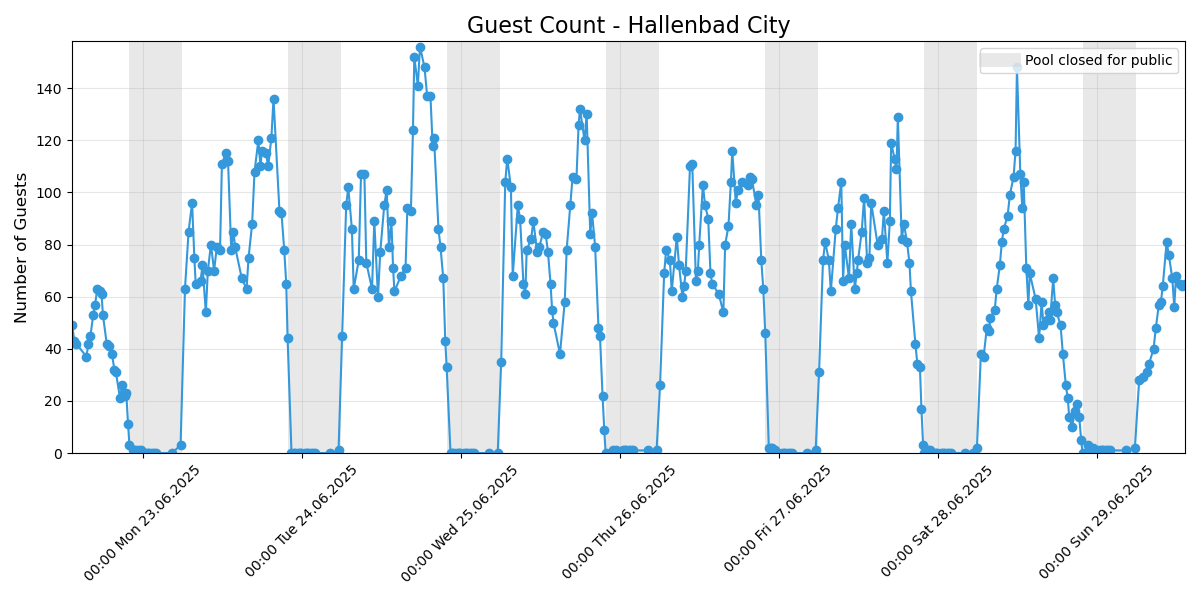 Guest Count - Hallenbad City
Pool closed for public
Number of Guests
140
120
100
80
60
40
20
0
00:00 Mon 23.06.2025
00:00 Tue 24.06.2025
00:00 Wed 25.06.2025
00:00 Thu 26.06.2025
00:00 Fri 27.06.2025
00:00 Sat 28.06.2025
00:00 Sun 29.06.2025